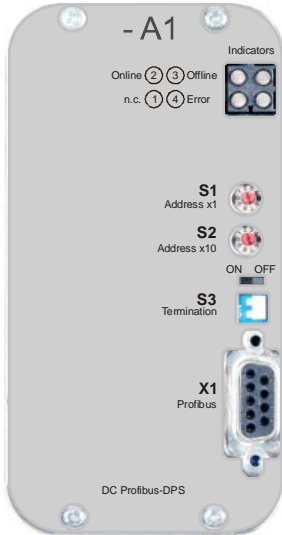 - A1
Indicators
Online 2 3 Offline
n.c. 1 4 Error
S1
Address x1
S2
Address x10
ON OFF
S3
Termination
X1
Profibus
DC Profibus-DPS